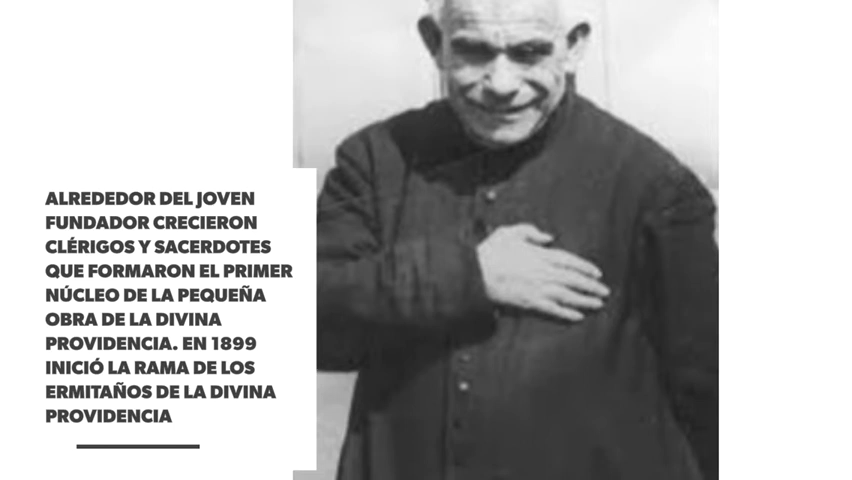 ALREDEDOR DEL JOVEN
FUNDADOR CRECIERON
CLÉRIGOS Y SACERDOTES
QUE FORMARON EL PRIMER
NÚCLEO DE LA PEQUEÑA
OBRA DE LA DIVINA
PROVIDENCIA. EN 1899
INICIÓ LA RAMA DE LOS
ERMITAÑOS DE LA DIVINA
PROVIDENCIA